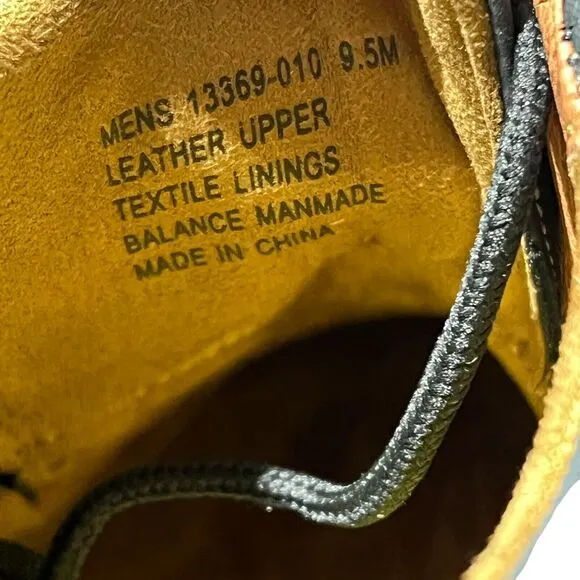 MENS 13369-010 9.5M
LEATHER UPPER
TEXTILE LININGS
BALANCE MANMADE
MADE IN CHINA